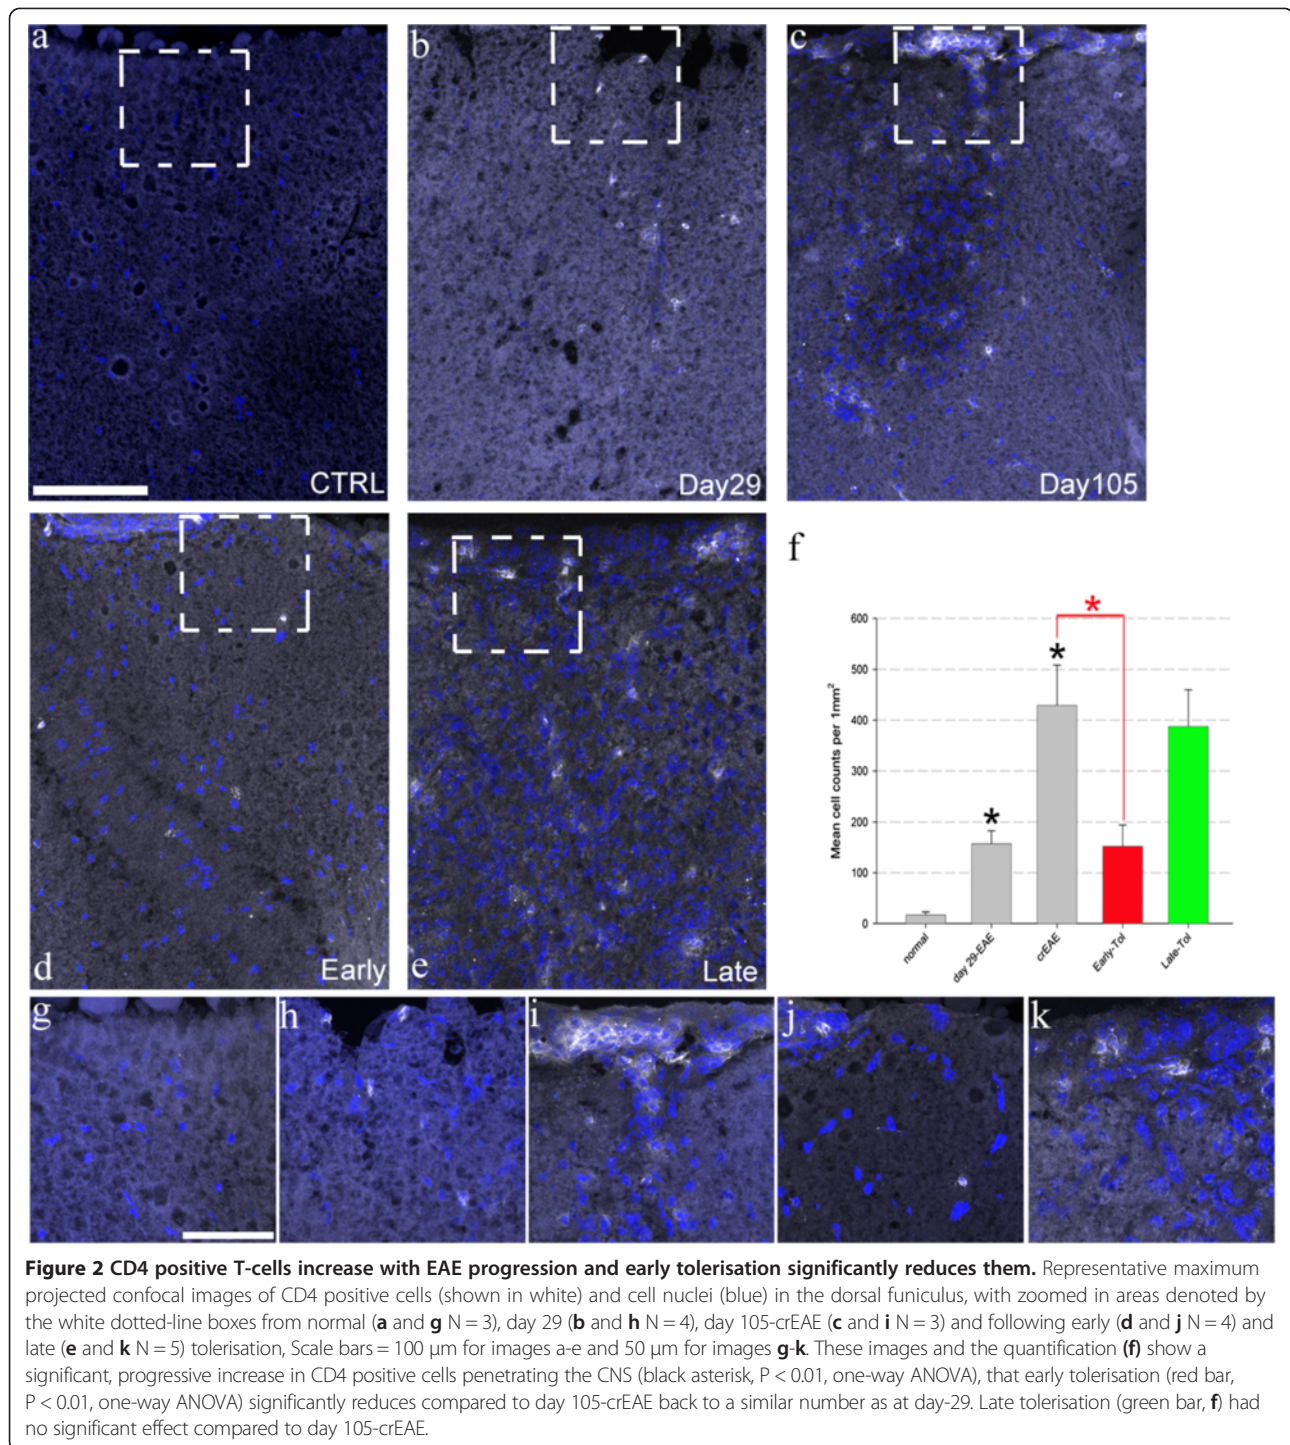 a
b
c
CTRL
Day29
Day105
d
Early
e
Late
f
Mean cell counts per 1mm²
600
500
400
300
200
100
0
*
*
*
normal
day 29-EAE
crEAE
Early-Tol
Late-Tol
g
h
i
j
k
Figure 2 CD4 positive T-cells increase with EAE progression and early tolerisation significantly reduces them. Representative maximum
projected confocal images of CD4 positive cells (shown in white) and cell nuclei (blue) in the dorsal funiculus, with zoomed in areas denoted by
the white dotted-line boxes from normal (a and g N = 3), day 29 (b and h N = 4), day 105-crEAE (c and i N = 3) and following early (d and j N = 4) and
late (e and k N = 5) tolerisation, Scale bars = 100 μm for images a-e and 50 μm for images g-k. These images and the quantification (f) show a
significant, progressive increase in CD4 positive cells penetrating the CNS (black asterisk, P < 0.01, one-way ANOVA), that early tolerisation (red bar,
P < 0.01, one-way ANOVA) significantly reduces compared to day 105-crEAE back to a similar number as at day-29. Late tolerisation (green bar, f) had
no significant effect compared to day 105-crEAE.